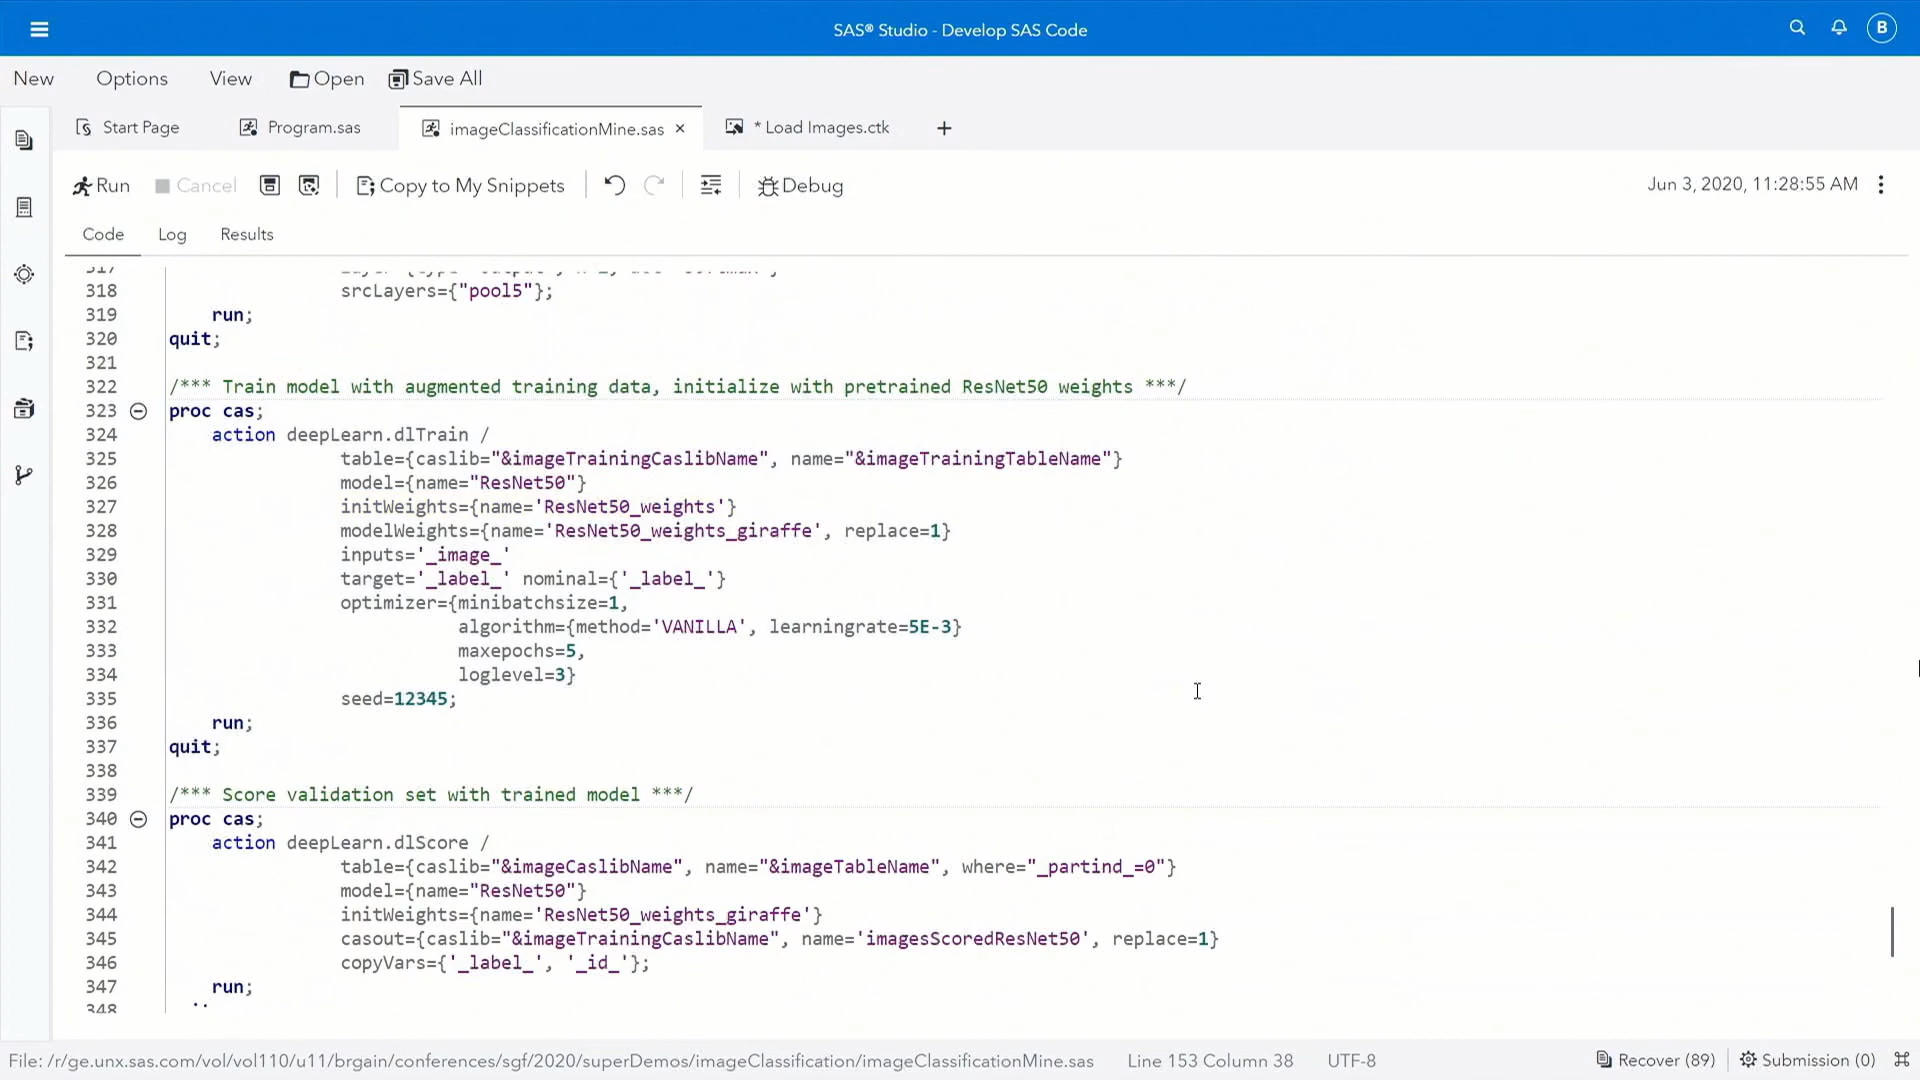 SAS® Studio - Develop SAS Code
B
New Options View Open Save All
Start Page Program.sas imageClassificationMine.sas × * Load Images.ctk +
Run Cancel Copy to My Snippets Debug Jun 3, 2020, 11:28:55 AM
Code Log Results
317
318 srcLayers={"pool5"};
319 run;
320 quit;
321
322 /*** Train model with augmented training data, initialize with pretrained ResNet50 weights ***/
323 proc cas;
324 action deepLearn.dlTrain /
325 table={caslib="&imageTrainingCaslibName", name="&imageTrainingTableName"}
326 model={name="ResNet50"}
327 initWeights={name='ResNet50_weights'}
328 modelWeights={name='ResNet50_weights_giraffe', replace=1}
329 inputs='_image_'
330 target='_label_' nominal={'_label_'}
331 optimizer={minibatchsize=1,
332 algorithm={method='VANILLA', learningrate=5E-3}
333 maxepochs=5,
334 loglevel=3}
335 seed=12345;
336 run;
337 quit;
338
339 /*** Score validation set with trained model ***/
340 proc cas;
341 action deepLearn.dlScore /
342 table={caslib="&imageCaslibName", name="&imageTableName", where="_partind_=0"}
343 model={name="ResNet50"}
344 initWeights={name='ResNet50_weights_giraffe'}
345 casout={caslib="&imageTrainingCaslibName", name='imagesScoredResNet50', replace=1}
346 copyVars={'_label_', '_id_'};
347 run;
348
File: /r/ge.unx.sas.com/vol/vol110/u11/brgain/conferences/sgf/2020/superDemos/imageClassification/imageClassificationMine.sas Line 153 Column 38 UTF-8 Recover (89) Submission (0)